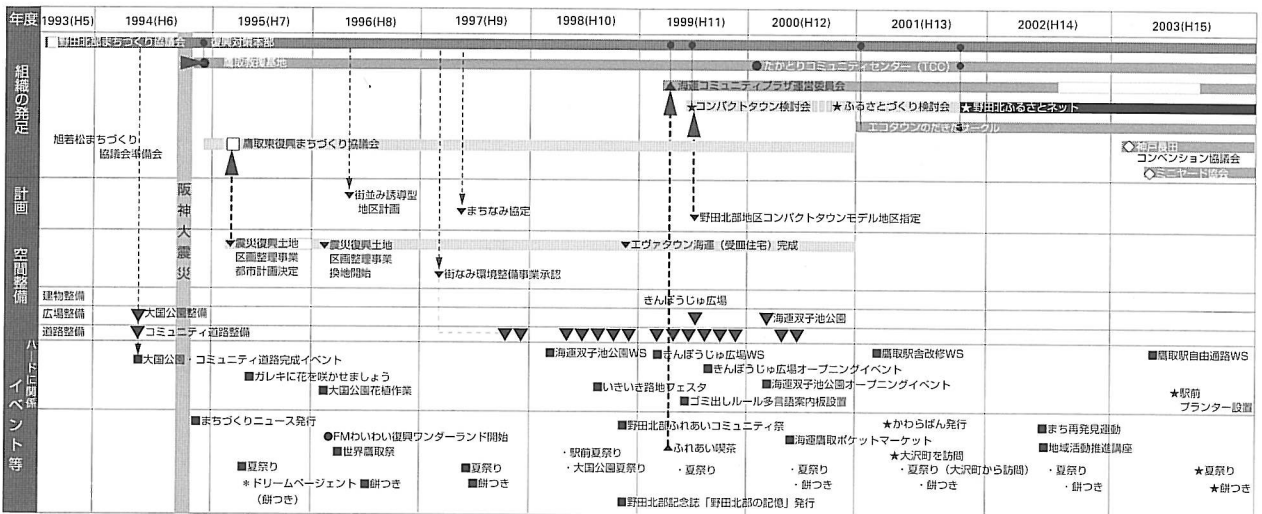 年度 1993(H5) 1994(H6) 1995(H7) 1996(H8) 1997(H9) 1998(H10) 1999(H11) 2000(H12) 2001(H13) 2002(H14) 2003(H15)
組織の発足
□野田北部まちづくり協議会 ●復興対策本部
●鷹取救援基地 ●たかとりコミュニティセンター（TCC）
▲海運コミュニティプラザ運営委員会
★コンパクトタウン検討会 ★ふるさとづくり検討会 ★野田北ふるさとネット
エコタウンのだきたサークル
旭若松まちづくり
協議会準備会
□鷹取東復興まちづくり協議会
◇神戸長田
コンベンション協議会
◇ミニヤード協会
阪神大震災
計画
▼街並み誘導型
地区計画
▼まちなみ協定
▼野田北部地区コンパクトタウンモデル地区指定
空間整備
▼震災復興土地
区画整理事業
都市計画決定
▼震災復興土地
区画整理事業
換地開始
▼エヴァタウン海運（受皿住宅）完成
▼街なみ環境整備事業承認
建物整備
きんぼうじゅ広場
広場整備 ▼大国公園整備 ▼海運双子池公園
道路整備 ▼コミュニティ道路整備
イベント等
ハードに関係
■大国公園・コミュニティ道路完成イベント
■海運双子池公園WS ■きんぼうじゅ広場WS ■鷹取駅舎改修WS ■鷹取駅自由通路WS
■ガレキに花を咲かせましょう ■きんぼうじゅ広場オープニングイベント
■大国公園花植作業 ■いきいき路地フェスタ ■海運双子池公園オープニングイベント
■ゴミ出しルール多言語案内板設置
★駅前
プランター設置
■まちづくりニュース発行 ■野田北部ふれあいコミュニティ祭 ★かわらばん発行 ■まち再発見運動
●FMわいわい復興ワンダーランド開始 ■海運鷹取ポケットマーケット
■世界鷹取祭 ・駅前夏祭り ▲ふれあい喫茶 ★大沢町を訪問 ■地域活動推進講座
■夏祭り ■夏祭り ・大国公園夏祭り ・夏祭り ・夏祭り ・夏祭り（大沢町から訪問） ・夏祭り ★夏祭り
＊ドリームページェント ■餅つき ■餅つき ・餅つき ・餅つき ・餅つき ★餅つき
（餅つき）
■野田北部記念誌「野田北部の記憶」発行